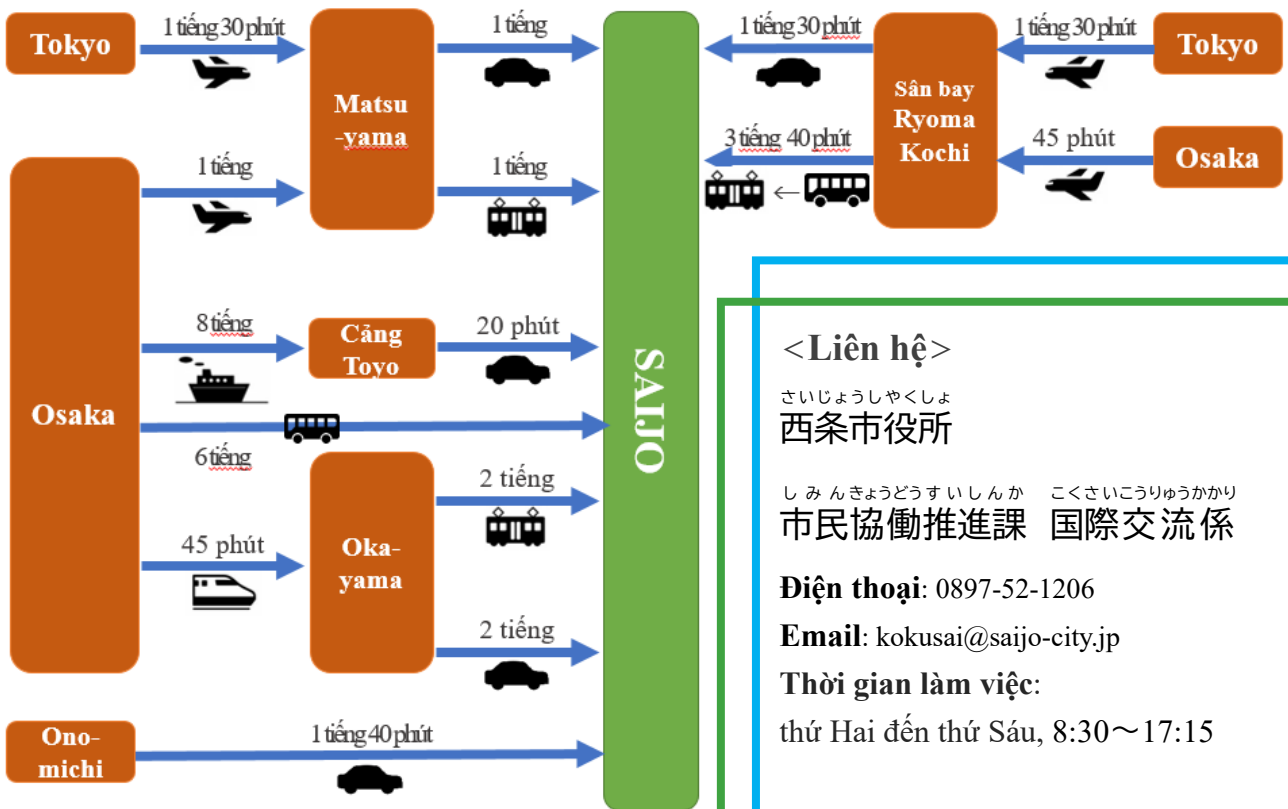 Tokyo
1 tiếng 30 phút
Matsu
-yama
1 tiếng
Osaka
1 tiếng
1 tiếng
8 tiếng
Cảng
Toyo
20 phút
6 tiếng
45 phút
Oka-
yama
2 tiếng
2 tiếng
Ono-
michi
1 tiếng 40 phút
SAIJO
1 tiếng 30 phút
Sân bay
Ryoma
Kochi
1 tiếng 30 phút
Tokyo
3 tiếng 40 phút
←
45 phút
Osaka
<Liên hệ>
さいじょうしやくしょ
西条市役所
しみんきょうどうすいしんか こくさいこうりゅうかかり
市民協働推進課 国際交流係
Điện thoại: 0897-52-1206
Email: kokusai@saijo-city.jp
Thời gian làm việc:
thứ Hai đến thứ Sáu, 8:30～17:15